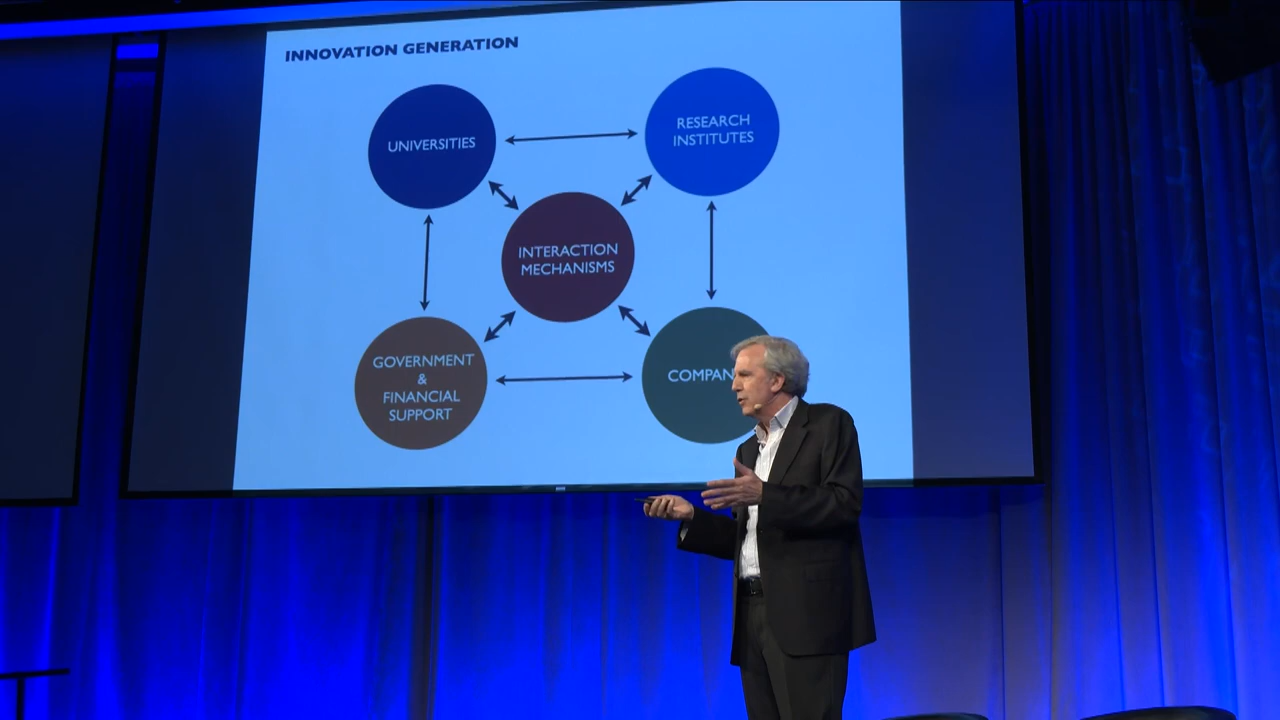 INNOVATION GENERATION
UNIVERSITIES
RESEARCH
INSTITUTES
INTERACTION
MECHANISMS
GOVERNMENT
&
FINANCIAL
SUPPORT
COMPAN